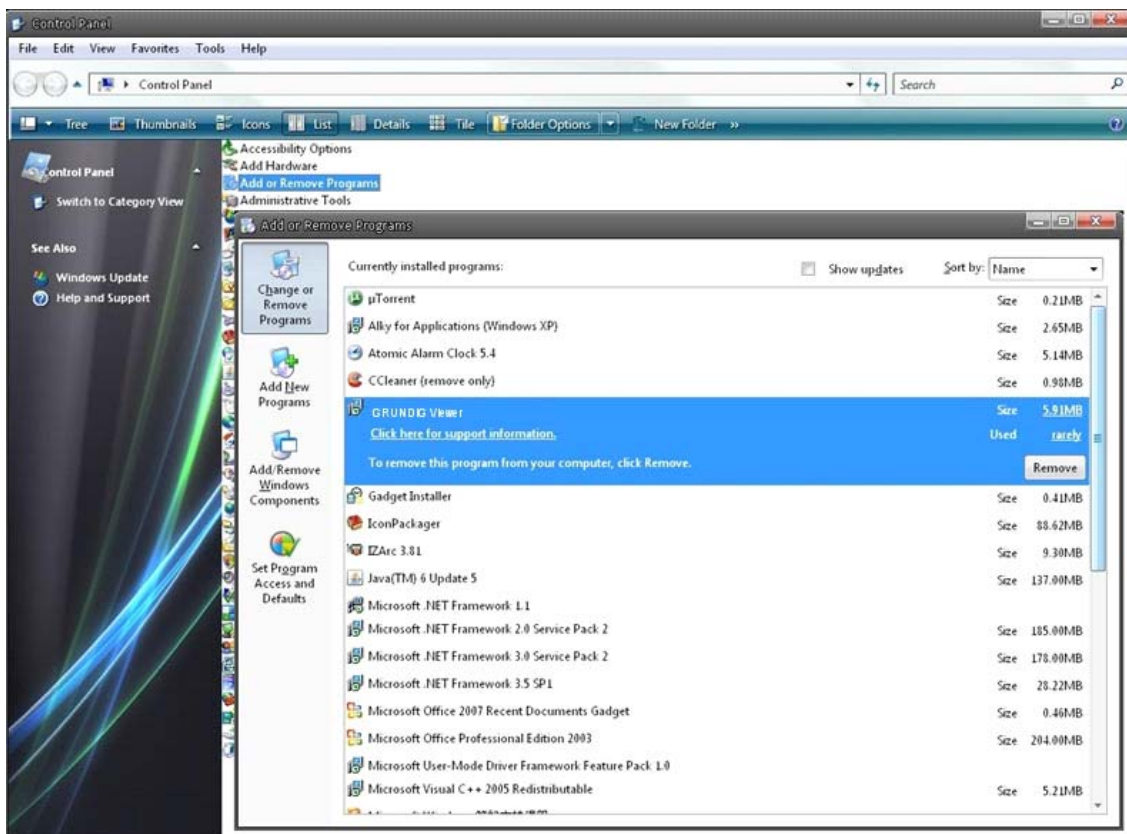 Control Panel
File Edit View Favorites Tools Help
Control Panel
Search
Tree Thumbnails Icons List Details Tile Folder Options New Folder »
ontrol Panel
Switch to Category View
See Also
Windows Update
Help and Support
Accessibility Options
Add Hardware
Add or Remove Programs
Administrative Tools
Add or Remove Programs
Change or
Remove
Programs
Add New
Programs
Add/Remove
Windows
Components
Set Program
Access and
Defaults
Currently installed programs: Show updates Sort by: Name
µTorrent Size 0.21MB
Alky for Applications (Windows XP) Size 2.65MB
Atomic Alarm Clock 5.4 Size 5.14MB
CCleaner (remove only) Size 0.98MB
GRUNDIG Viewer Size 5.91MB
Click here for support information. Used rarely
To remove this program from your computer, click Remove. Remove
Gadget Installer Size 0.41MB
IconPackager Size 88.62MB
IZArc 3.81 Size 9.30MB
Java(TM) 6 Update 5 Size 137.00MB
Microsoft .NET Framework 1.1
Microsoft .NET Framework 2.0 Service Pack 2 Size 185.00MB
Microsoft .NET Framework 3.0 Service Pack 2 Size 178.00MB
Microsoft .NET Framework 3.5 SP1 Size 28.22MB
Microsoft Office 2007 Recent Documents Gadget Size 0.46MB
Microsoft Office Professional Edition 2003 Size 204.00MB
Microsoft User-Mode Driver Framework Feature Pack 1.0
Microsoft Visual C++ 2005 Redistributable Size 5.21MB